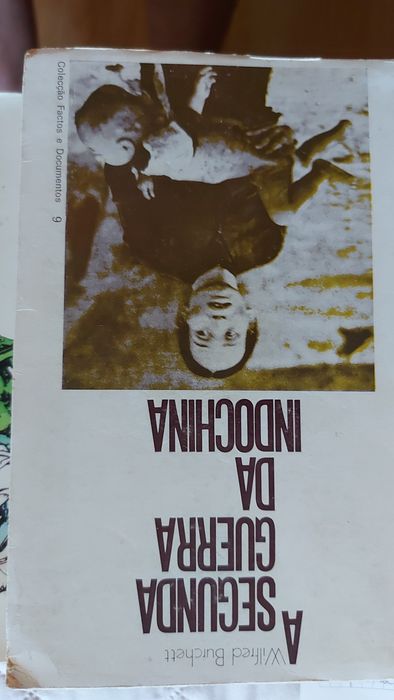 Wilfred Burchett
A SEGUNDA
GUERRA
DA
INDOCHINA
Colecção Factos e Documentos 9